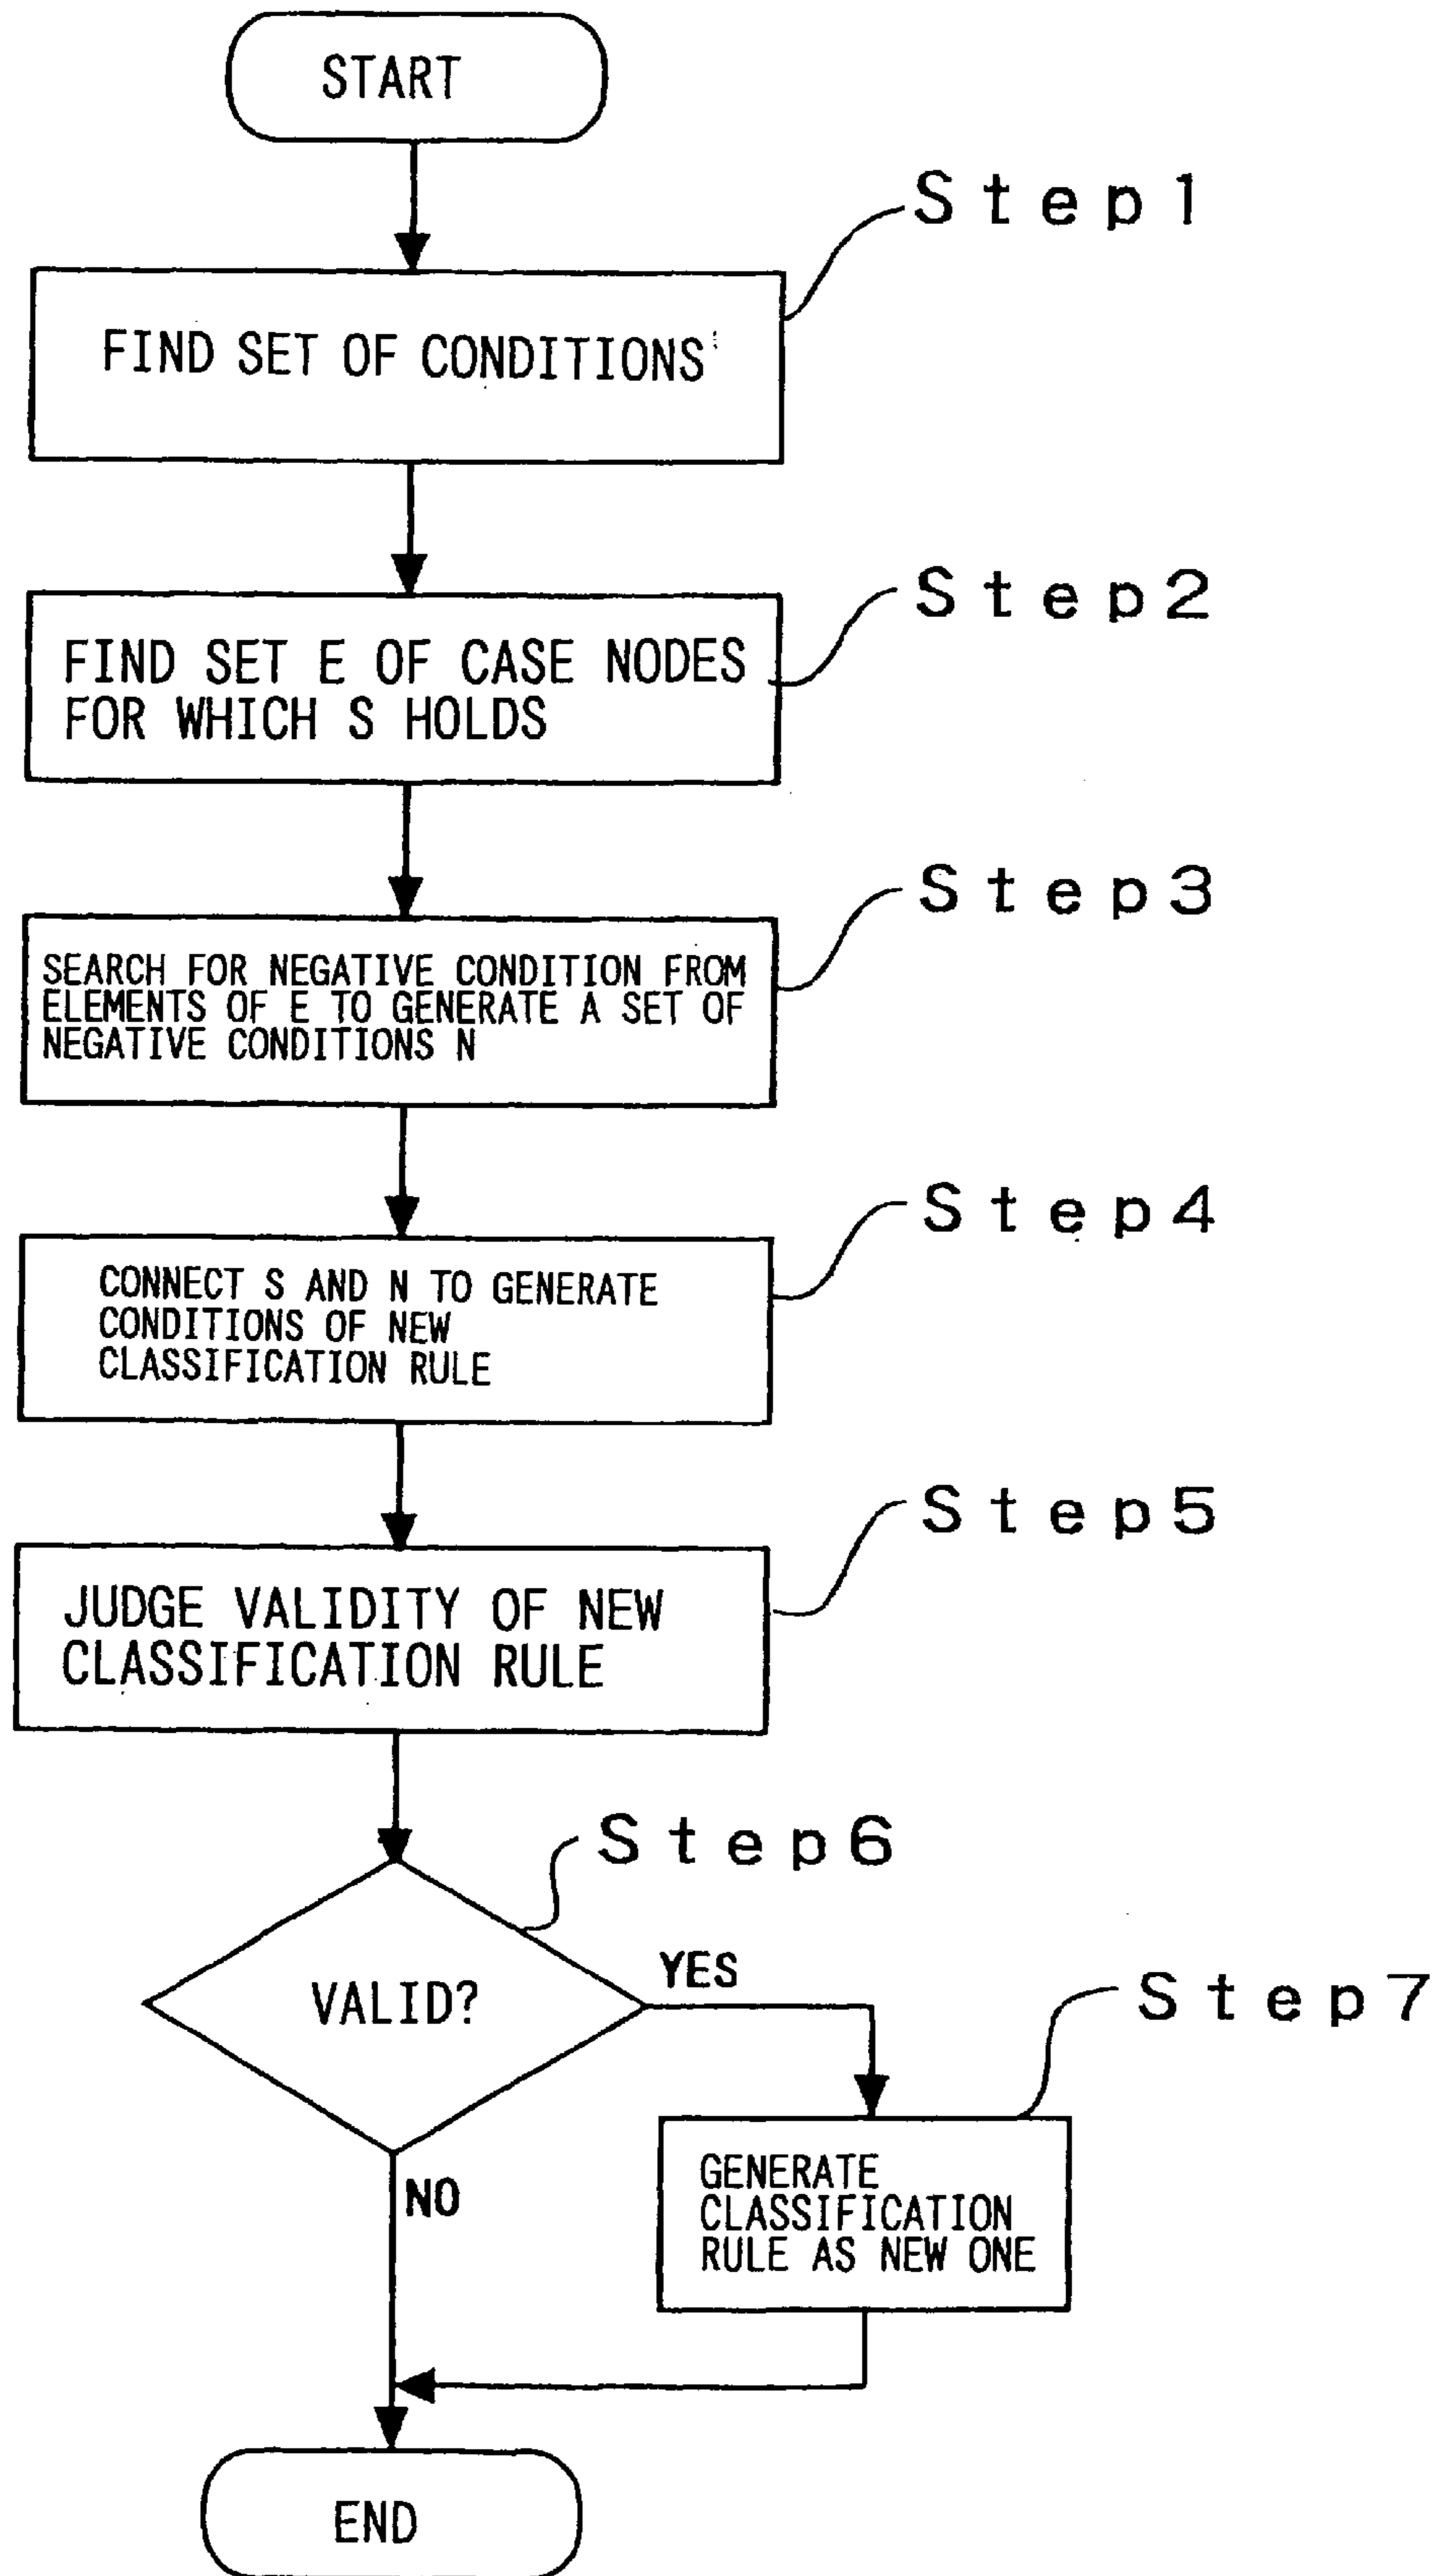 START
Step1
FIND SET OF CONDITIONS
Step2
FIND SET E OF CASE NODES
FOR WHICH S HOLDS
Step3
SEARCH FOR NEGATIVE CONDITION FROM
ELEMENTS OF E TO GENERATE A SET OF
NEGATIVE CONDITIONS N
Step4
CONNECT S AND N TO GENERATE
CONDITIONS OF NEW
CLASSIFICATION RULE
Step5
JUDGE VALIDITY OF NEW
CLASSIFICATION RULE
Step6
VALID?
YES
Step7
NO
GENERATE
CLASSIFICATION
RULE AS NEW ONE
END